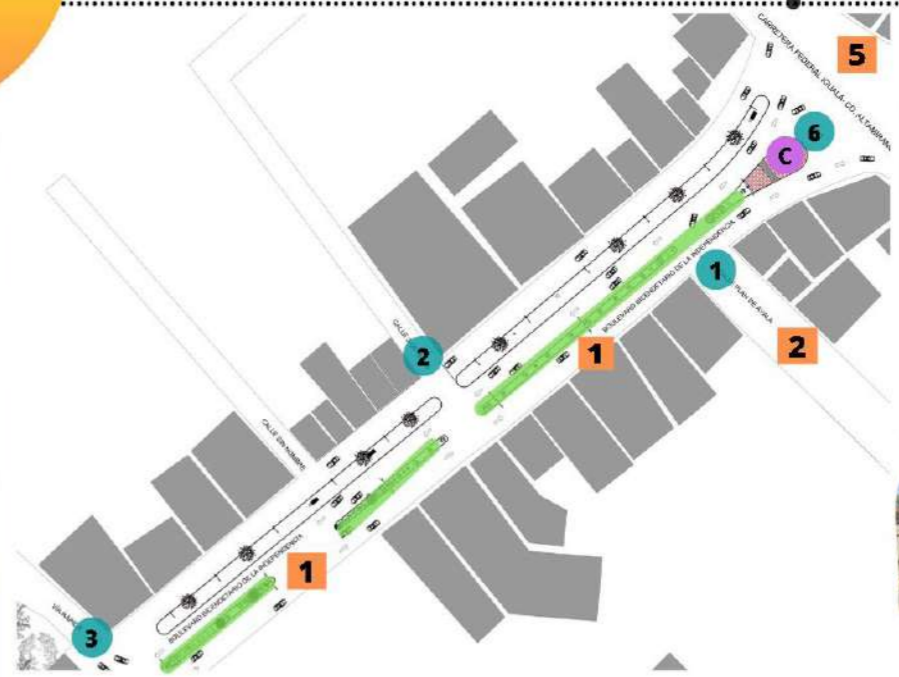 CARRETERA FEDERAL IGUALA- CD. ALTAMIRANO
5
6
C
BOULEVARD BICENTENARIO DE LA INDEPENDENCIA
1
PLAN DE AYALA
2
1
CALLE
2
CALLE SIN NOMBRE
BOULEVARD BICENTENARIO DE LA INDEPENDENCIA
1
3